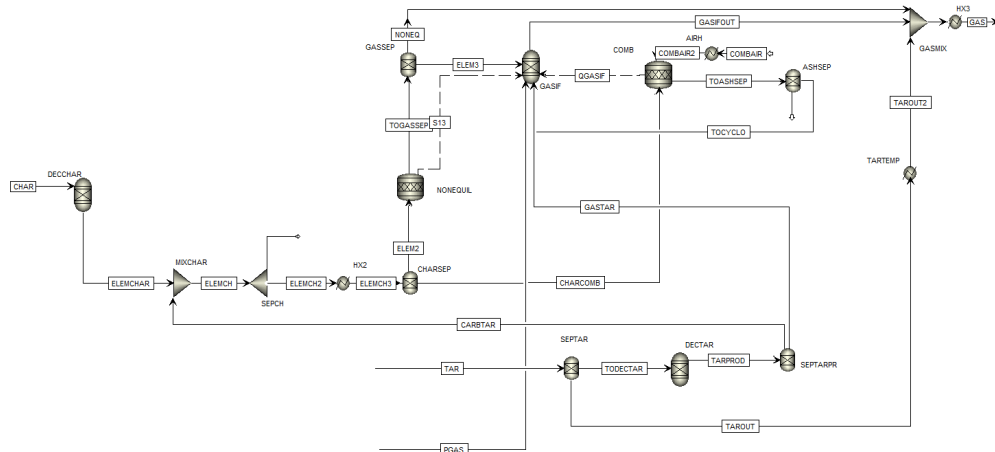 HX3
GASIFOUT
GAS
NONEQ
AIRH
GASMIX
GASSEP
COMB
COMBAIR2
COMBAIR
ASHSEP
ELEM3
QGASIF
TOASHSEP
GASIF
TAROUT2
TOGASSEP
S13
TOCYCLO
DECCHAR
TARTEMP
CHAR
NONEQUIL
GASTAR
ELEM2
MIXCHAR
HX2
CHARSEP
ELEMCHAR
ELEMCH
ELEMCH2
ELEMCH3
CHARCOMB
SEPCH
CARBTAR
SEPTAR
DECTAR
TARPROD
SEPTARPR
TAR
TODECTAR
TAROUT
PGAS